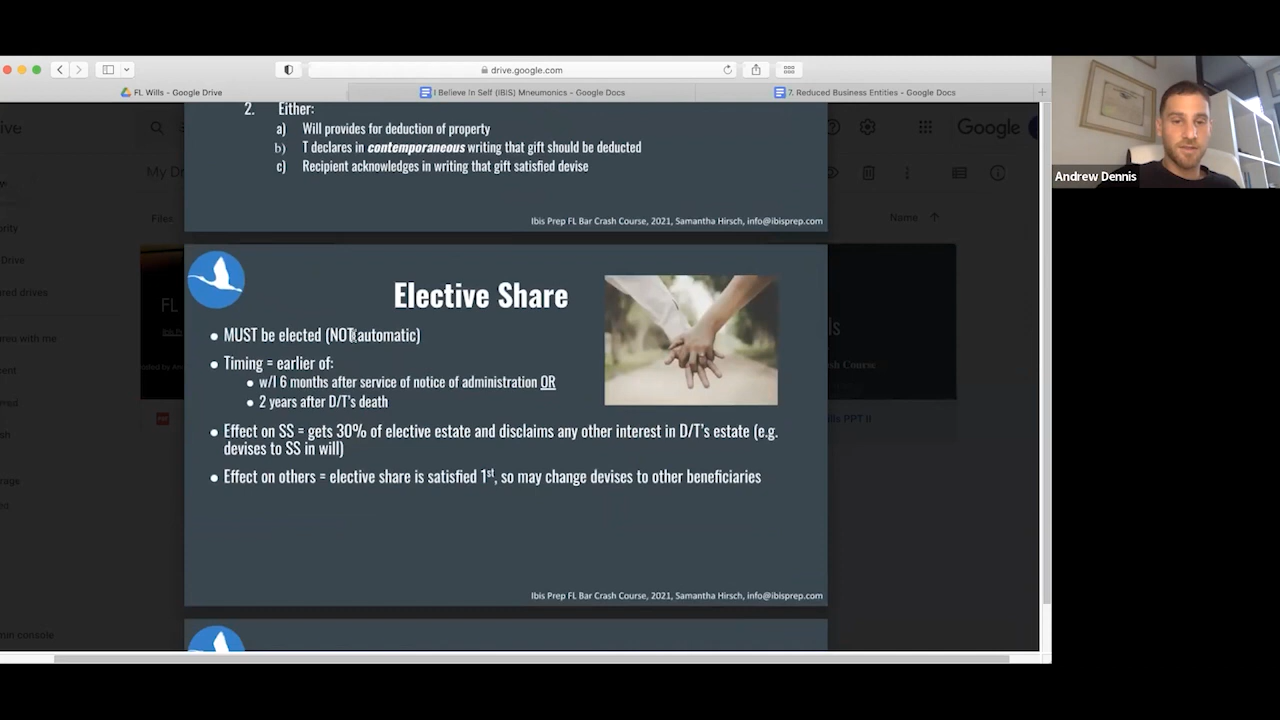 drive.google.com
FL Wills - Google Drive
I Believe In Self (IBIS) Mneumonics - Google Docs
7. Reduced Business Entities - Google Docs
Google
My D
Files
Name
Drive
FL
2. Either:
a) Will provides for deduction of property
b) T declares in contemporaneous writing that gift should be deducted
c) Recipient acknowledges in writing that gift satisfied devise
Ibis Prep FL Bar Crash Course, 2021, Samantha Hirsch, info@ibisprep.com
Andrew Dennis
Elective Share
• MUST be elected (NOT automatic)
• Timing = earlier of:
• w/I 6 months after service of notice of administration OR
• 2 years after D/T's death
• Effect on SS = gets 30% of elective estate and disclaims any other interest in D/T's estate (e.g.
devises to SS in will)
• Effect on others = elective share is satisfied 1st, so may change devises to other beneficiaries
Ibis Prep FL Bar Crash Course, 2021, Samantha Hirsch, info@ibisprep.com